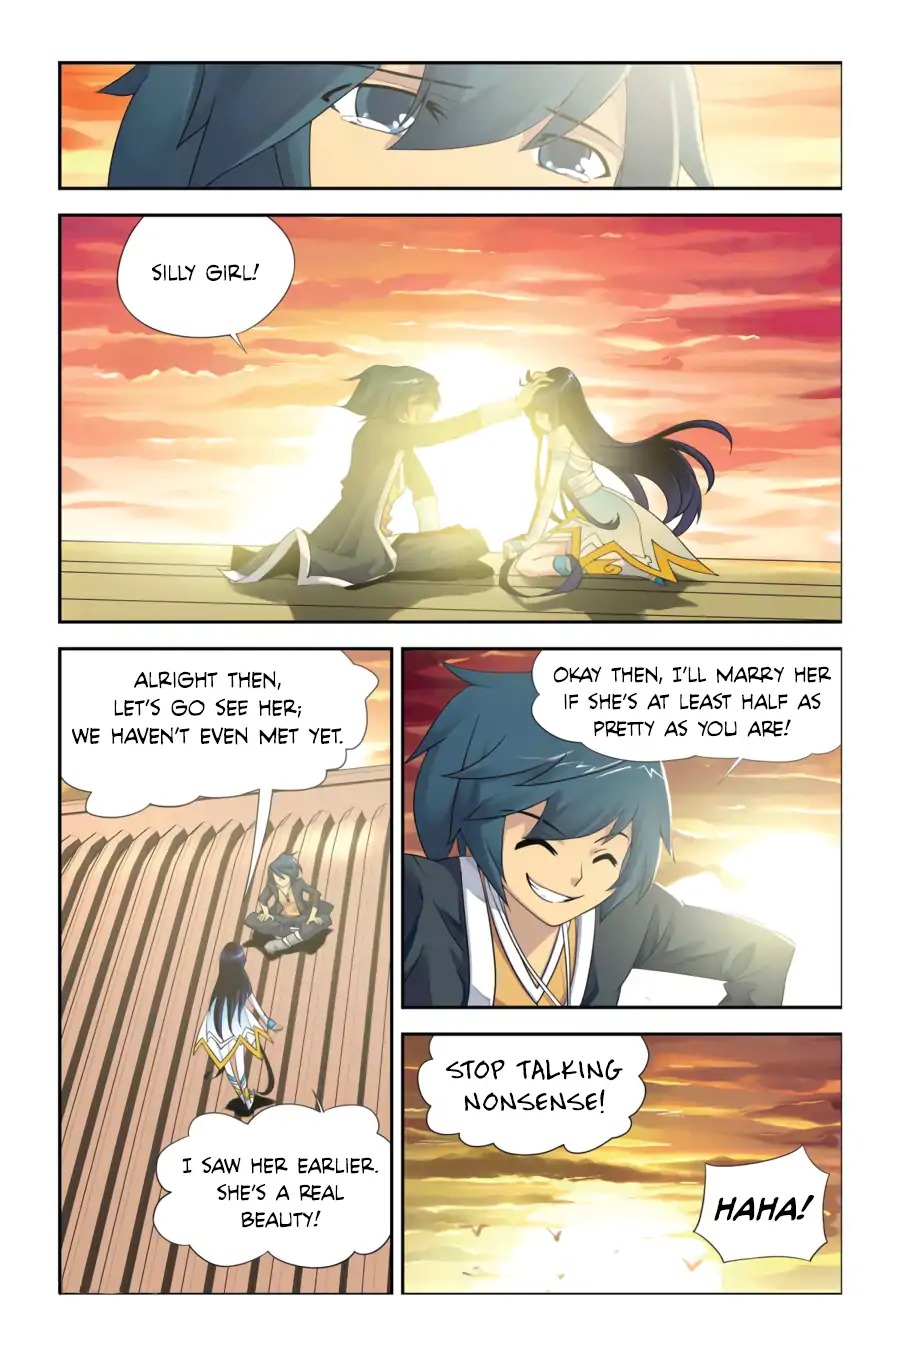 SILLY GIRL!
ALRIGHT THEN,
LET'S GO SEE HER;
WE HAVEN'T EVEN MET YET.
I SAW HER EARLIER.
SHE'S A REAL
BEAUTY!
OKAY THEN, I'LL MARRY HER
IF SHE'S AT LEAST HALF AS
PRETTY AS YOU ARE!
STOP TALKING
NONSENSE!
HAHA!